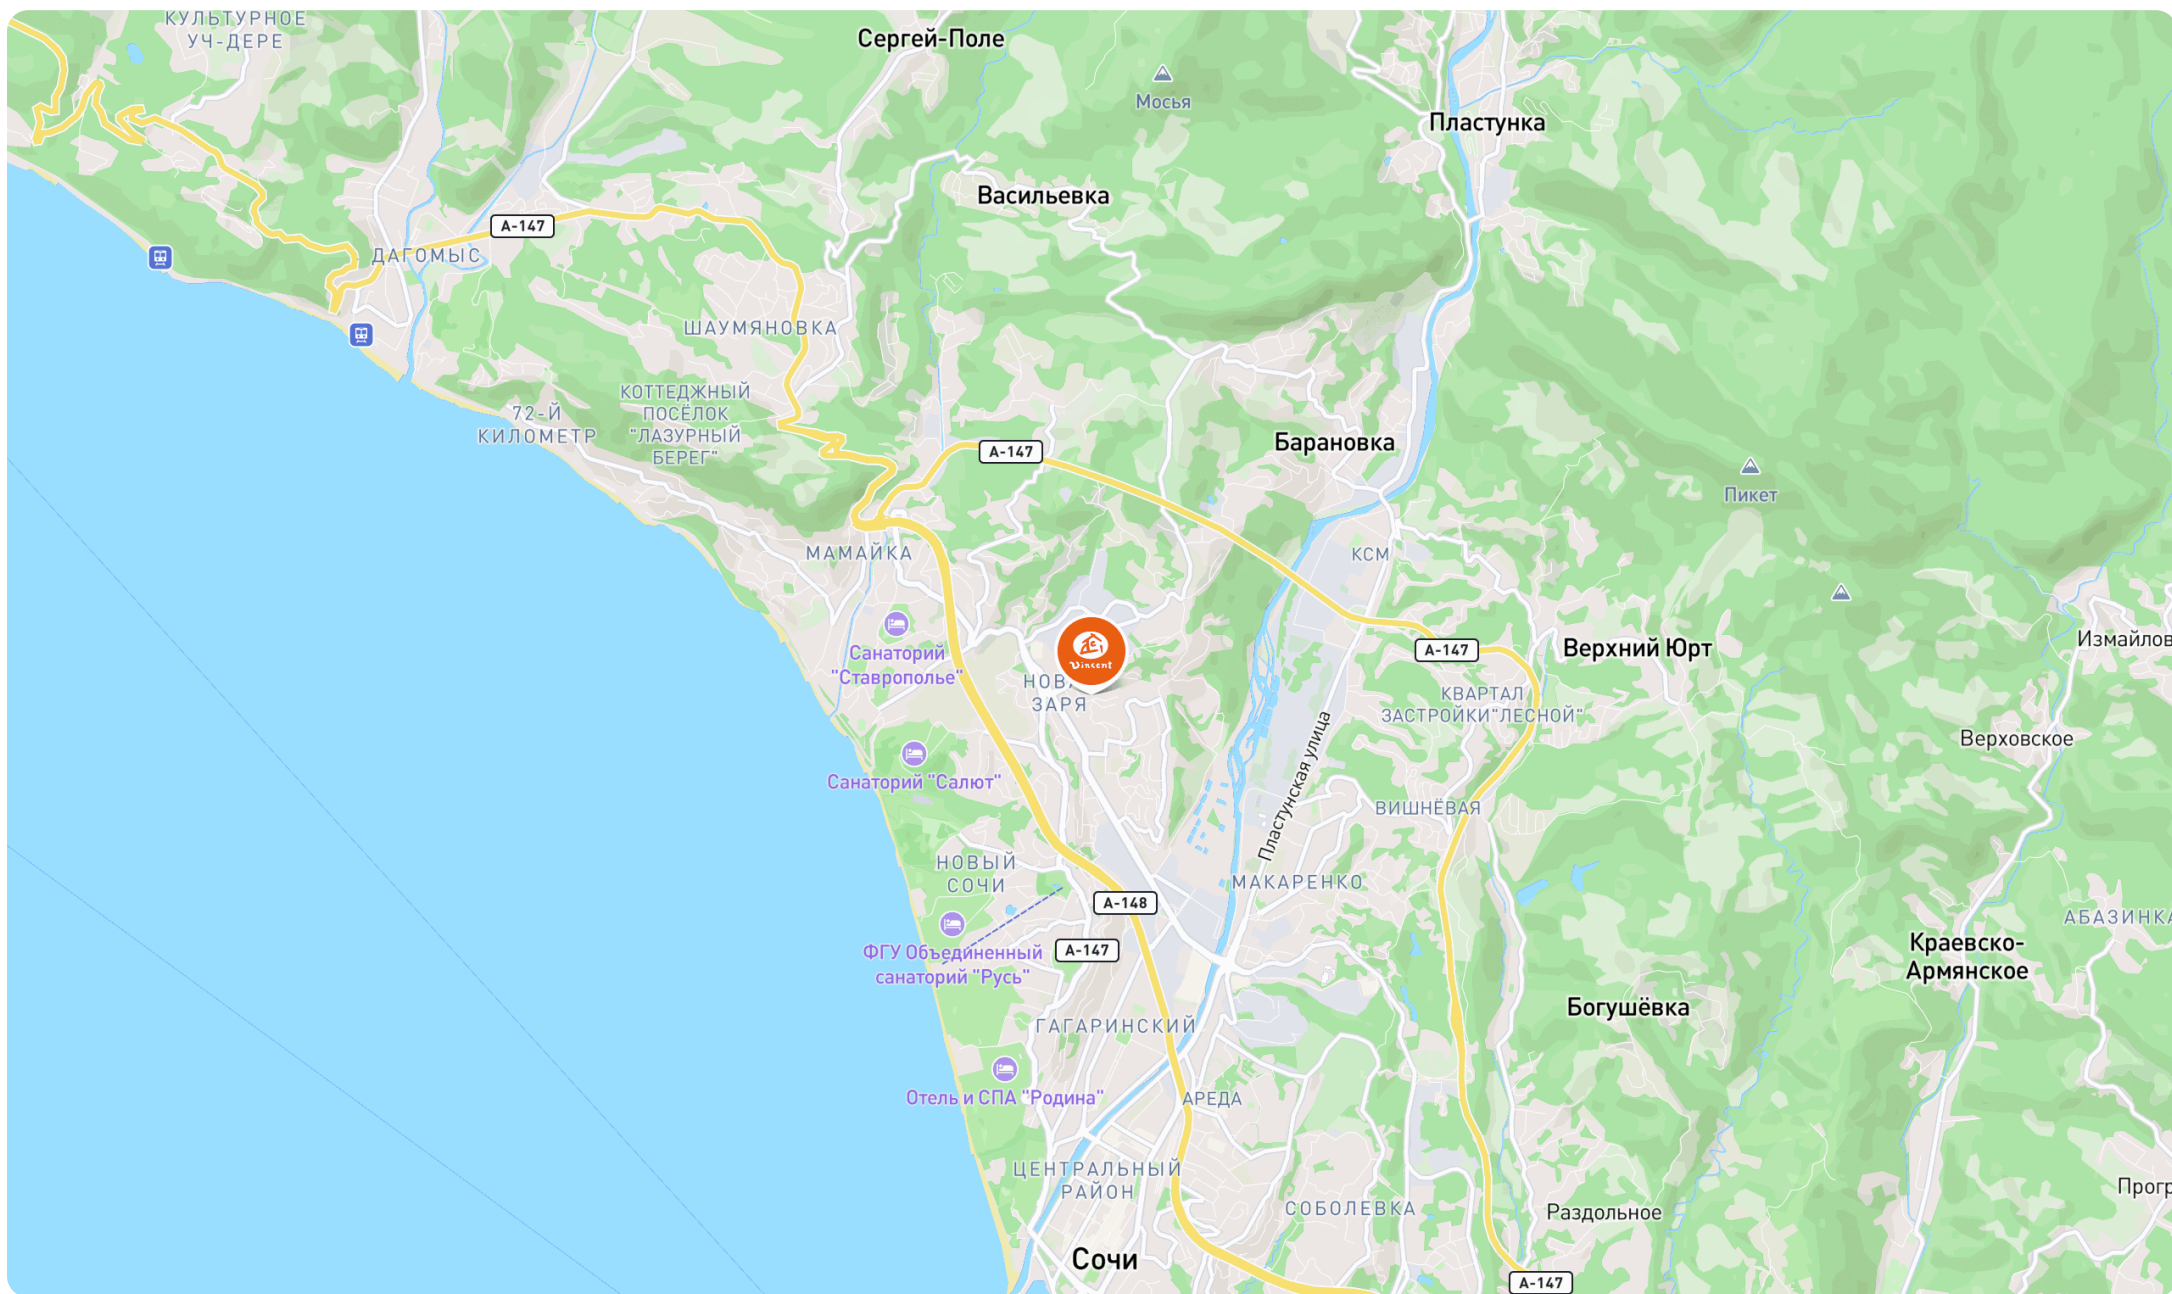 КУЛЬТУРНОЕ
УЧ-ДЕРЕ
Сергей-Поле
Мосья
Пластунка
Васильевка
А-147
ДАГОМЫС
ШАУМЯНОВКА
КОТТЕДЖНЫЙ
ПОСЁЛОК
"ЛАЗУРНЫЙ
БЕРЕГ"
72-Й
КИЛОМЕТР
А-147
Барановка
Пикет
МАМАЙКА
КСМ
Санаторий
"Ставрополье"
Vincent
НОВА
ЗАРЯ
А-147
Верхний Юрт
Измайлов
КВАРТАЛ
ЗАСТРОЙКИ"ЛЕСНОЙ"
Верховское
Пластунская улица
Санаторий "Салют"
ВИШНЁВАЯ
НОВЫЙ
СОЧИ
МАКАРЕНКО
А-148
АБАЗИНКА
ФГУ Объединенный
санаторий "Русь"
А-147
Краевско-
Армянское
Богушёвка
ГАГАРИНСКИЙ
Отель и СПА "Родина"
АРЕДА
ЦЕНТРАЛЬНЫЙ
РАЙОН
СОБОЛЕВКА
Раздольное
Прогр
Сочи
А-147